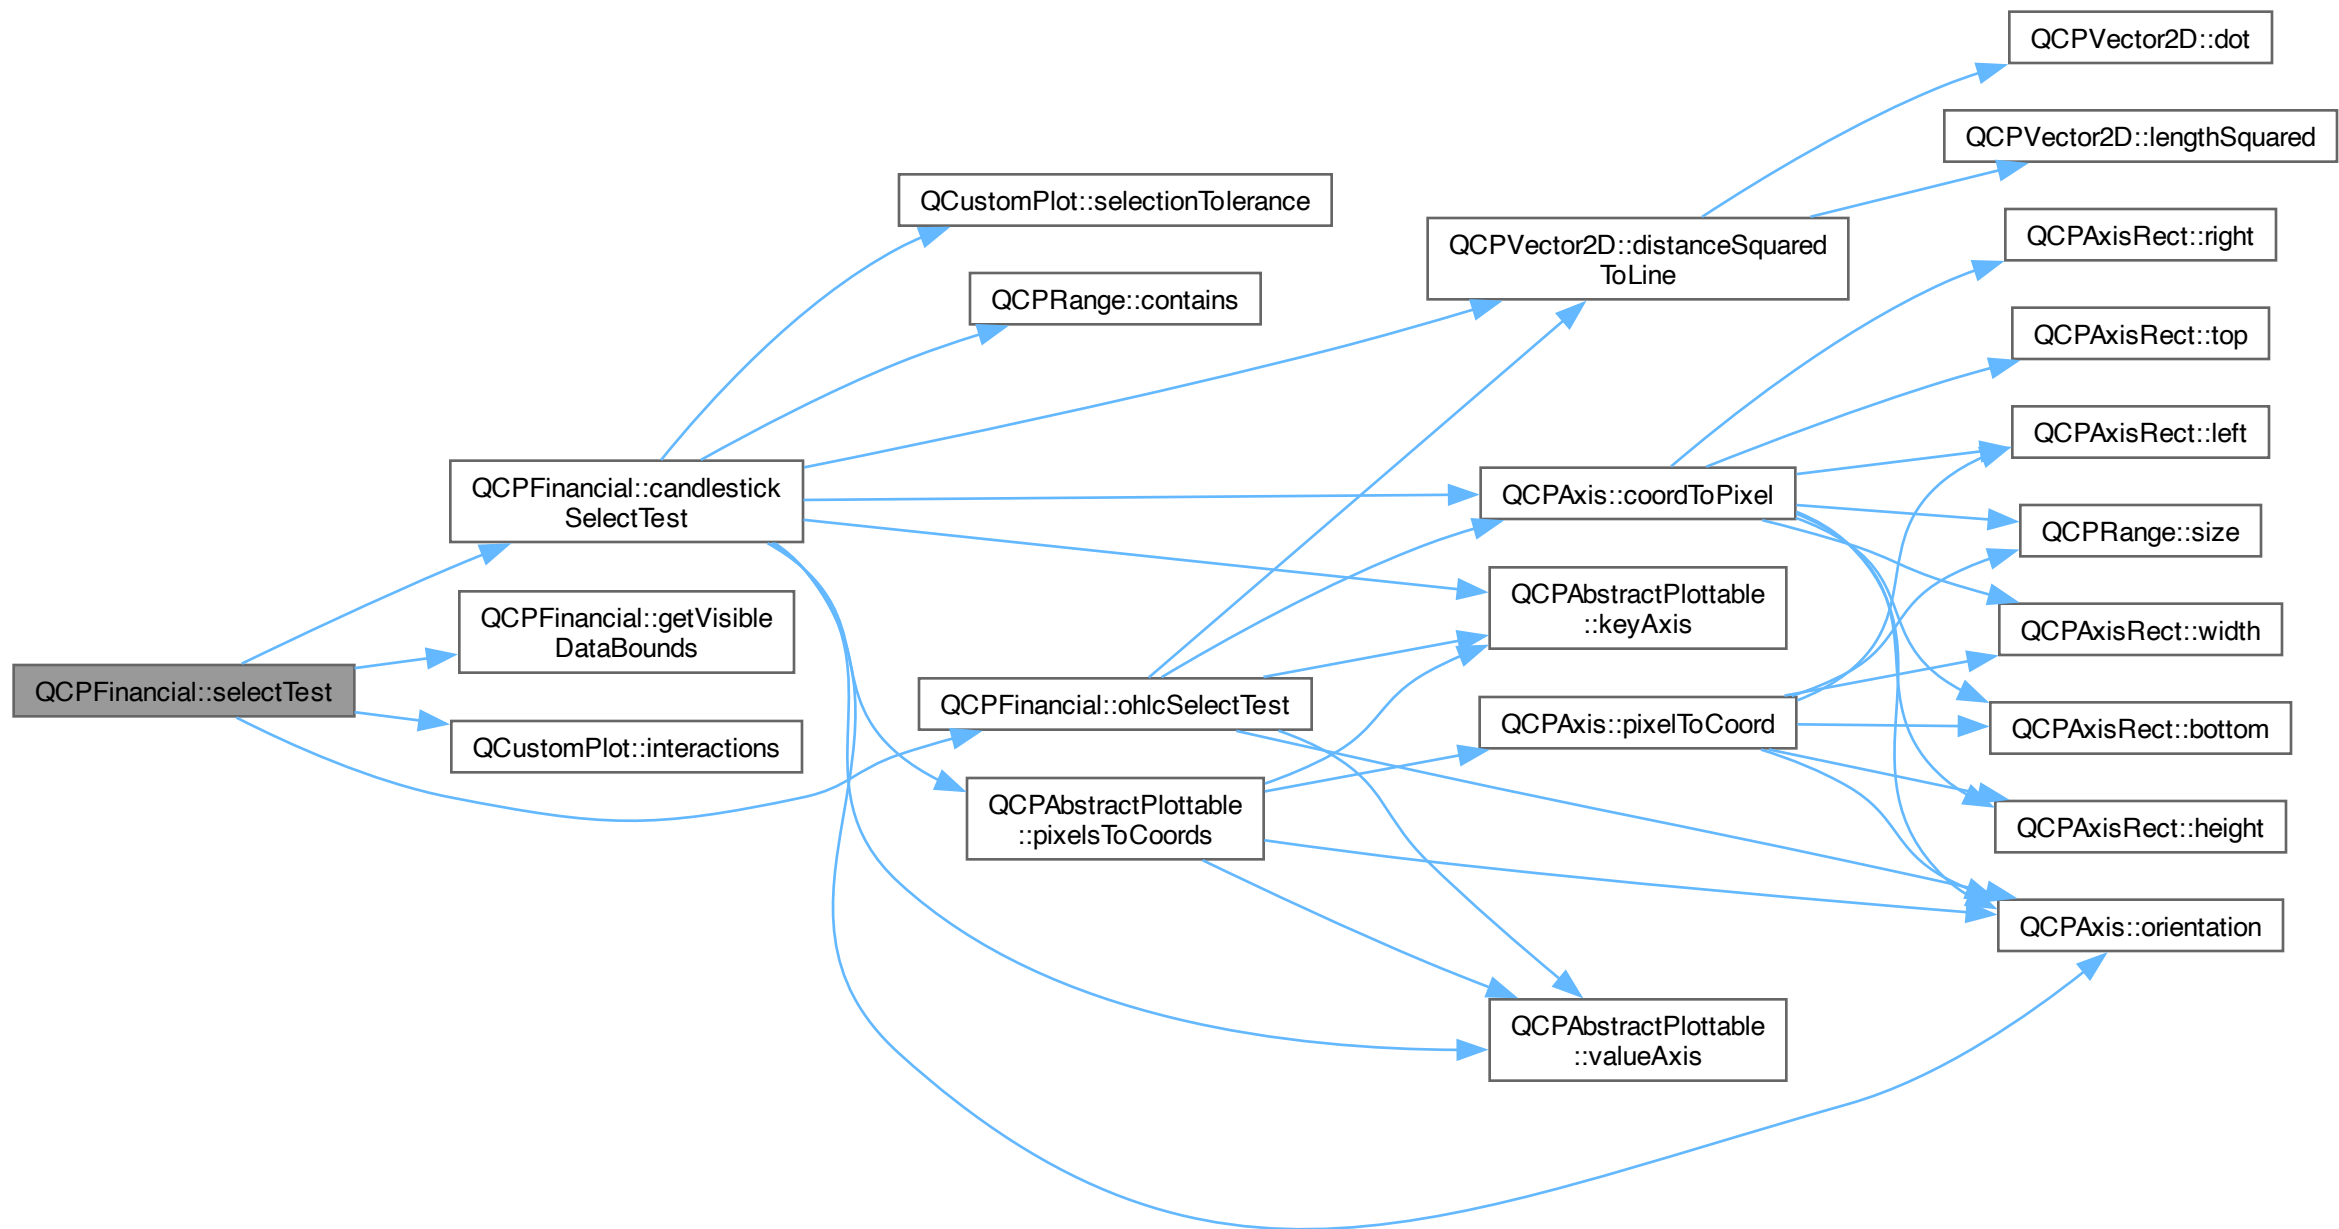 QCPFinancial::selectTest
QCPFinancial::candlestick
SelectTest
QCPFinancial::getVisible
DataBounds
QCustomPlot::interactions
QCustomPlot::selectionTolerance
QCPRange::contains
QCPFinancial::ohlcSelectTest
QCPAbstractPlottable
::pixelsToCoords
QCPVector2D::distanceSquared
ToLine
QCPAxis::coordToPixel
QCPAbstractPlottable
::keyAxis
QCPAxis::pixelToCoord
QCPAbstractPlottable
::valueAxis
QCPVector2D::dot
QCPVector2D::lengthSquared
QCPAxisRect::right
QCPAxisRect::top
QCPAxisRect::left
QCPRange::size
QCPAxisRect::width
QCPAxisRect::bottom
QCPAxisRect::height
QCPAxis::orientation